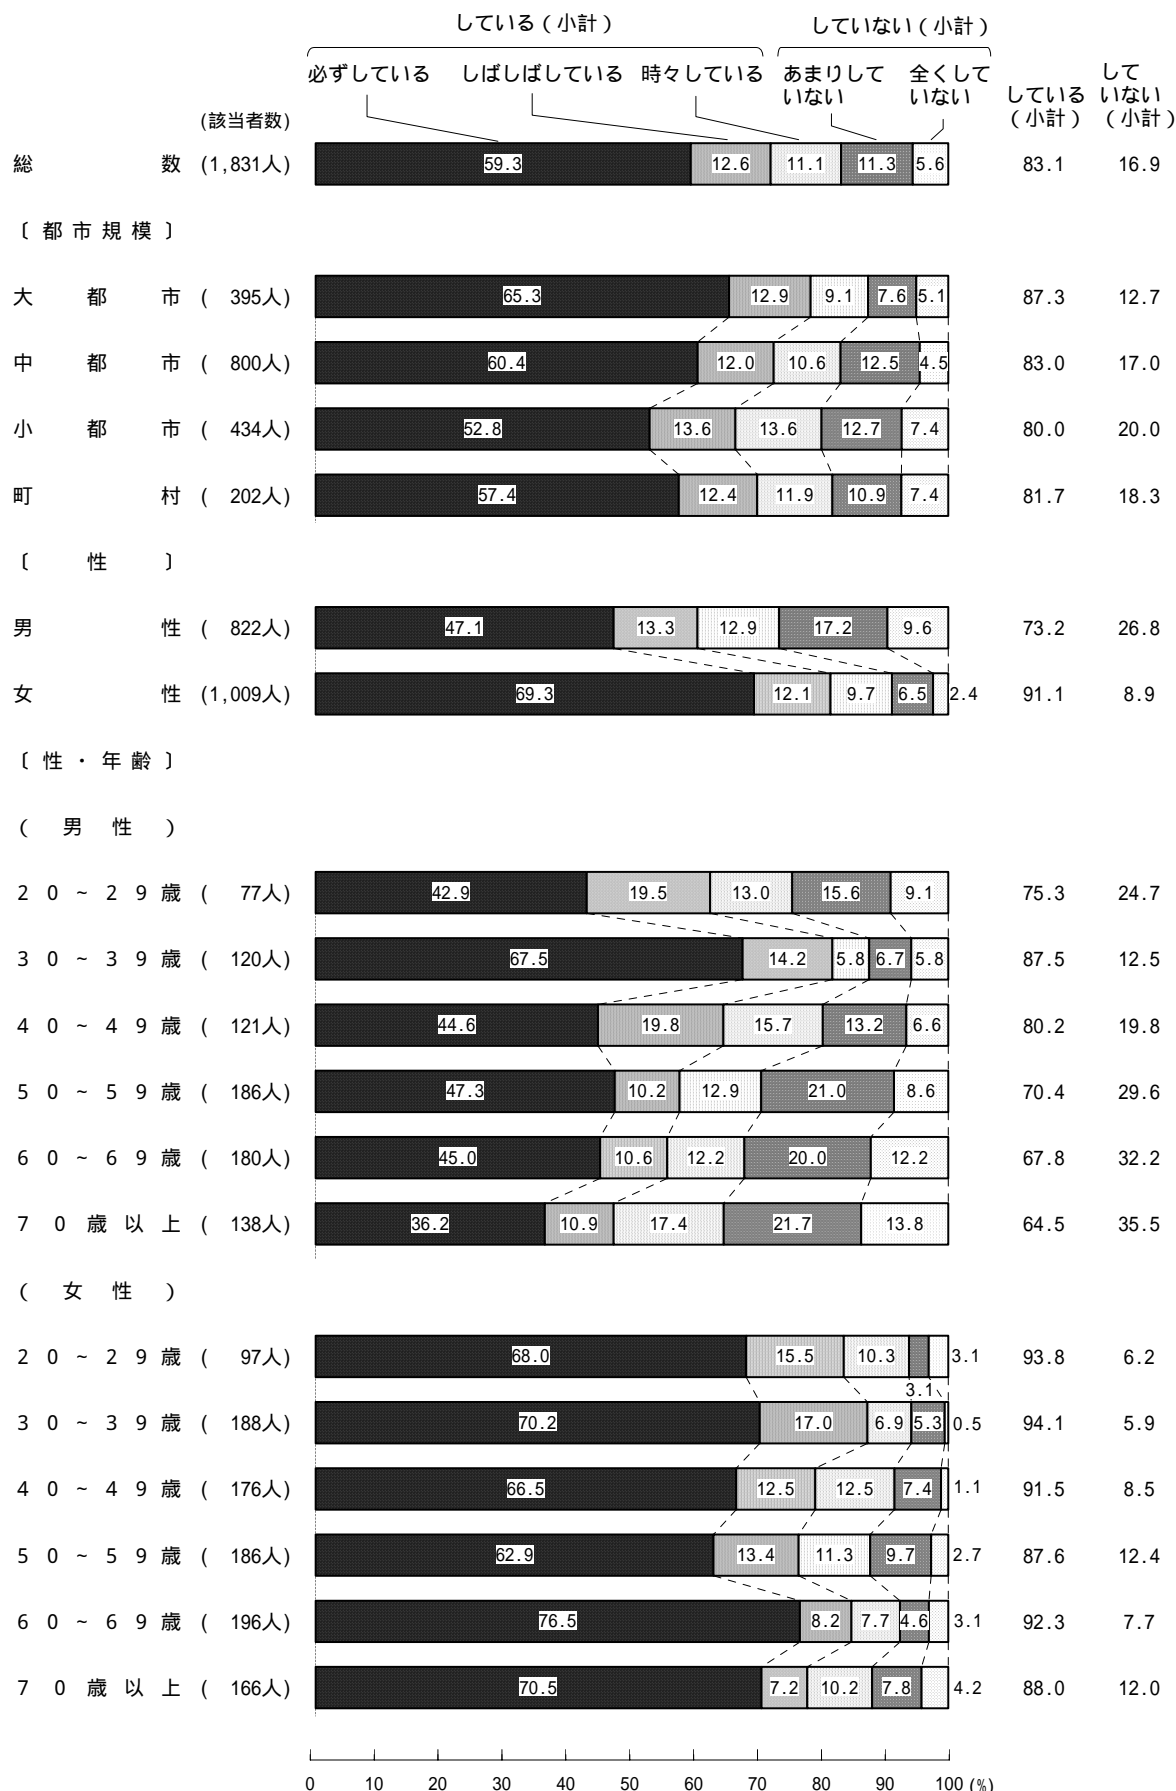 している（小計） していない（小計）
必ずしている しばしばしている 時々している あまりして 全くして して
いない いない している いない
(該当者数) （小計） （小計）
総数 (1,831人) 59.3 12.6 11.1 11.3 5.6 83.1 16.9
〔都市規模〕
大都市 ( 395人) 65.3 12.9 9.1 7.6 5.1 87.3 12.7
中都市 ( 800人) 60.4 12.0 10.6 12.5 4.5 83.0 17.0
小都市 ( 434人) 52.8 13.6 13.6 12.7 7.4 80.0 20.0
町村 ( 202人) 57.4 12.4 11.9 10.9 7.4 81.7 18.3
〔性〕
男性 ( 822人) 47.1 13.3 12.9 17.2 9.6 73.2 26.8
女性 (1,009人) 69.3 12.1 9.7 6.5 2.4 91.1 8.9
〔性・年齢〕
（男性）
20～29歳 ( 77人) 42.9 19.5 13.0 15.6 9.1 75.3 24.7
30～39歳 ( 120人) 67.5 14.2 5.8 6.7 5.8 87.5 12.5
40～49歳 ( 121人) 44.6 19.8 15.7 13.2 6.6 80.2 19.8
50～59歳 ( 186人) 47.3 10.2 12.9 21.0 8.6 70.4 29.6
60～69歳 ( 180人) 45.0 10.6 12.2 20.0 12.2 67.8 32.2
70歳以上 ( 138人) 36.2 10.9 17.4 21.7 13.8 64.5 35.5
（女性）
20～29歳 ( 97人) 68.0 15.5 10.3 3.1 93.8 6.2
3.1
30～39歳 ( 188人) 70.2 17.0 6.9 5.3 0.5 94.1 5.9
40～49歳 ( 176人) 66.5 12.5 12.5 7.4 1.1 91.5 8.5
50～59歳 ( 186人) 62.9 13.4 11.3 9.7 2.7 87.6 12.4
60～69歳 ( 196人) 76.5 8.2 7.7 4.6 3.1 92.3 7.7
70歳以上 ( 166人) 70.5 7.2 10.2 7.8 4.2 88.0 12.0
0 10 20 30 40 50 60 70 80 90 100 (%)